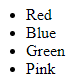 • Red
• Blue
• Green
• Pink